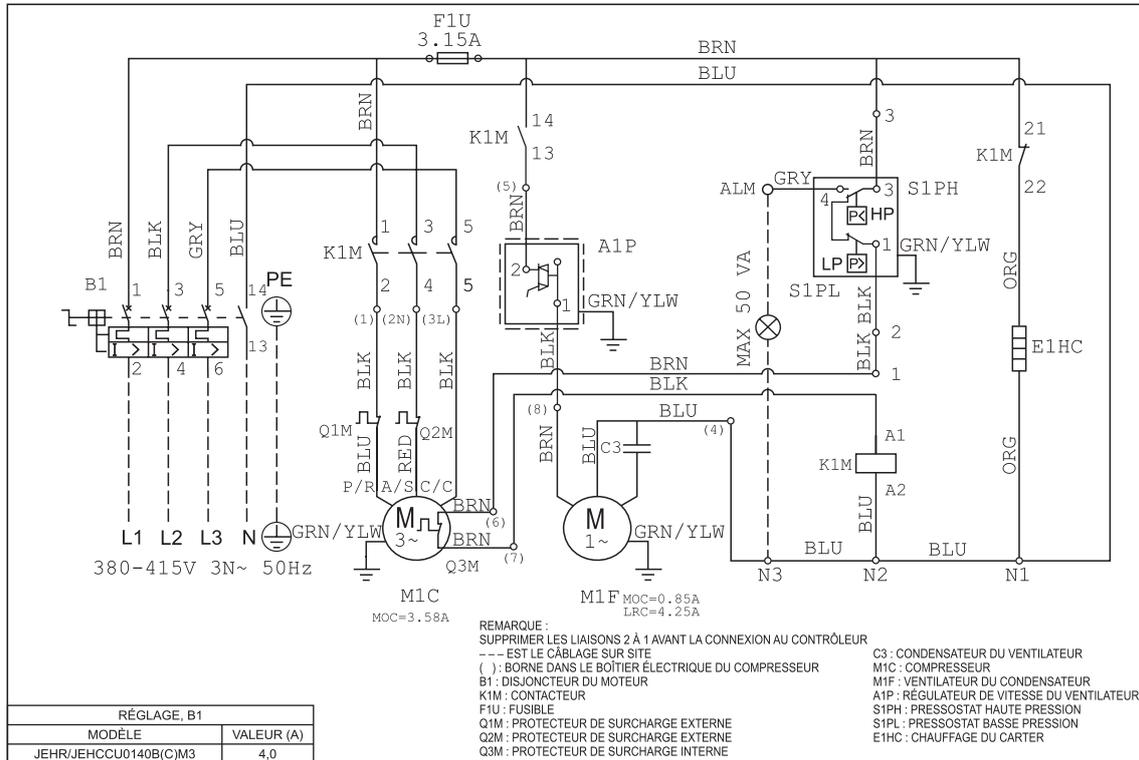 F1U
3.15A
BRN
BLU
BRN
K1M
14
13
(5)
BRN
3
BRN
21
K1M
22
ALM
GRY
4
3
S1PH
P<
HP
1
LP
P>
GRN/YLW
S1PL
BRN
BLK
GRY
BLU
B1
1
3
5
14
13
2
4
6
PE
K1M
1
3
5
2
4
5
(1)
(2N)
(3L)
BLK
BLK
BLK
A1P
2
1
GRN/YLW
BLK
MAX 50 VA
BLK
BLK
2
1
ORG
E1HC
BRN
BLK
(8)
BLU
(4)
Q1M
Q2M
BLU
RED
BRN
BLU
C3
A1
K1M
A2
BLU
ORG
P/R
A/S
C/C
BRN
(6)
BRN
(7)
M
3~
GRN/YLW
Q3M
M
1~
GRN/YLW
BLU
BLU
L1
L2
L3
N
380-415V 3N~ 50Hz
N3
N2
N1
M1C
MOC=3.58A
M1F
MOC=0.85A
LRC=4.25A
REMARQUE :
SUPPRIMER LES LIAISONS 2 À 1 AVANT LA CONNEXION AU CONTRÔLEUR
--- EST LE CÂBLAGE SUR SITE
( ) : BORNE DANS LE BOÎTIER ÉLECTRIQUE DU COMPRESSEUR
B1 : DISJONCTEUR DU MOTEUR
K1M : CONTACTEUR
F1U : FUSIBLE
Q1M : PROTECTEUR DE SURCHARGE EXTERNE
Q2M : PROTECTEUR DE SURCHARGE EXTERNE
Q3M : PROTECTEUR DE SURCHARGE INTERNE
C3 : CONDENSATEUR DU VENTILATEUR
M1C : COMPRESSEUR
M1F : VENTILATEUR DU CONDENSATEUR
A1P : RÉGULATEUR DE VITESSE DU VENTILATEUR
S1PH : PRESSOSTAT HAUTE PRESSION
S1PL : PRESSOSTAT BASSE PRESSION
E1HC : CHAUFFAGE DU CARTER
RÉGLAGE, B1
MODÈLE
VALEUR (A)
JEHR/JEHCCU0140B(C)M3
4,0